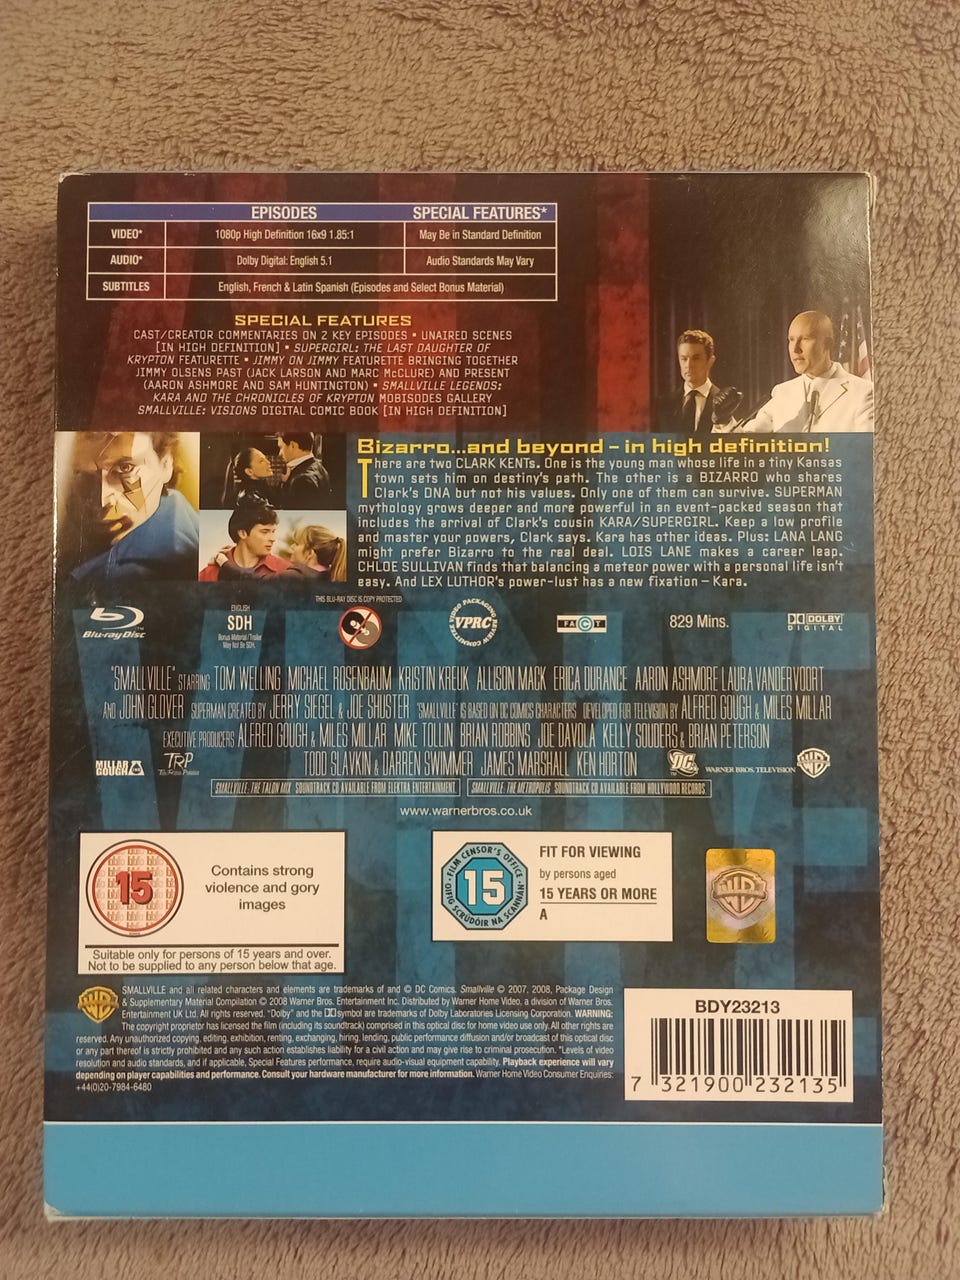 EPISODES SPECIAL FEATURES*
VIDEO* 1080p High Definition 16x9 1.85:1 May Be in Standard Definition
AUDIO* Dolby Digital: English 5.1 Audio Standards May Vary
SUBTITLES English, French & Latin Spanish (Episodes and Select Bonus Material)
SPECIAL FEATURES
CAST/CREATOR COMMENTARIES ON 2 KEY EPISODES • UNAIRED SCENES
[IN HIGH DEFINITION] • SUPERGIRL: THE LAST DAUGHTER OF
KRYPTON FEATURETTE • JIMMY ON JIMMY FEATURETTE BRINGING TOGETHER
JIMMY OLSENS PAST (JACK LARSON AND MARC McCLURE) AND PRESENT
(AARON ASHMORE AND SAM HUNTINGTON) • SMALLVILLE LEGENDS:
KARA AND THE CHRONICLES OF KRYPTON MOBISODES GALLERY
SMALLVILLE: VISIONS DIGITAL COMIC BOOK [IN HIGH DEFINITION]
Bizarro...and beyond – in high definition!
There are two CLARK KENTs. One is the young man whose life in a tiny Kansas
town sets him on destiny's path. The other is a BIZARRO who shares
Clark's DNA but not his values. Only one of them can survive. SUPERMAN
mythology grows deeper and more powerful in an event-packed season that
includes the arrival of Clark's cousin KARA/SUPERGIRL. Keep a low profile
and master your powers, Clark says. Kara has other ideas. Plus: LANA LANG
might prefer Bizarro to the real deal. LOIS LANE makes a career leap.
CHLOE SULLIVAN finds that balancing a meteor power with a personal life isn't
easy. And LEX LUTHOR's power-lust has a new fixation – Kara.
Blu-ray Disc
ENGLISH
SDH
Bonus Material/Trailer
May Not Be SDH.
THIS BLU-RAY DISC IS COPY PROTECTED
VIDEO PACKAGING REVIEW COMMITTEE
VPRC
FACT
829 Mins.
DOLBY
DIGITAL
"SMALLVILLE" STARRING TOM WELLING MICHAEL ROSENBAUM KRISTIN KREUK ALLISON MACK ERICA DURANCE AARON ASHMORE LAURA VANDERVOORT
AND JOHN GLOVER SUPERMAN CREATED BY JERRY SIEGEL & JOE SHUSTER "SMALLVILLE" IS BASED ON DC COMICS CHARACTERS DEVELOPED FOR TELEVISION BY ALFRED GOUGH & MILES MILLAR
EXECUTIVE PRODUCERS ALFRED GOUGH & MILES MILLAR MIKE TOLLIN BRIAN ROBBINS JOE DAVOLA KELLY SOUDERS & BRIAN PETERSON
TODD SLAVKIN & DARREN SWIMMER JAMES MARSHALL KEN HORTON
MILLAR GOUGH INK
TRP
Tollin/Robbins Productions
DC
WARNER BROS. TELEVISION
WB
SMALLVILLE: THE TALON MIX SOUNDTRACK CD AVAILABLE FROM ELEKTRA ENTERTAINMENT. SMALLVILLE: THE METROPOLIS SOUNDTRACK CD AVAILABLE FROM HOLLYWOOD RECORDS.
www.warnerbros.co.uk
15
Contains strong
violence and gory
images
Suitable only for persons of 15 years and over.
Not to be supplied to any person below that age.
FILM CENSOR'S OFFICE
15
OIFIG SCRÚDÓIR NA SCANNÁN
FIT FOR VIEWING
by persons aged
15 YEARS OR MORE
A
WB
WB
SMALLVILLE and all related characters and elements are trademarks of and © DC Comics. Smallville © 2007, 2008, Package Design
& Supplementary Material Compilation © 2008 Warner Bros. Entertainment Inc. Distributed by Warner Home Video, a division of Warner Bros.
Entertainment UK Ltd. All rights reserved. "Dolby" and the symbol are trademarks of Dolby Laboratories Licensing Corporation. WARNING:
The copyright proprietor has licensed the film (including its soundtrack) comprised in this optical disc for home video use only. All other rights are
reserved. Any unauthorized copying, editing, exhibition, renting, exchanging, hiring, lending, public performance diffusion and/or broadcast of this optical disc
or any part thereof is strictly prohibited and any such action establishes liability for a civil action and may give rise to criminal prosecution. *Levels of video
resolution and audio standards, and if applicable, Special Features performance, require audio-visual equipment capability. Playback experience will vary
depending on player capabilities and performance. Consult your hardware manufacturer for more information. Warner Home Video Consumer Enquiries:
+44(0)20-7984-6480
BDY23213
7 321900 232135